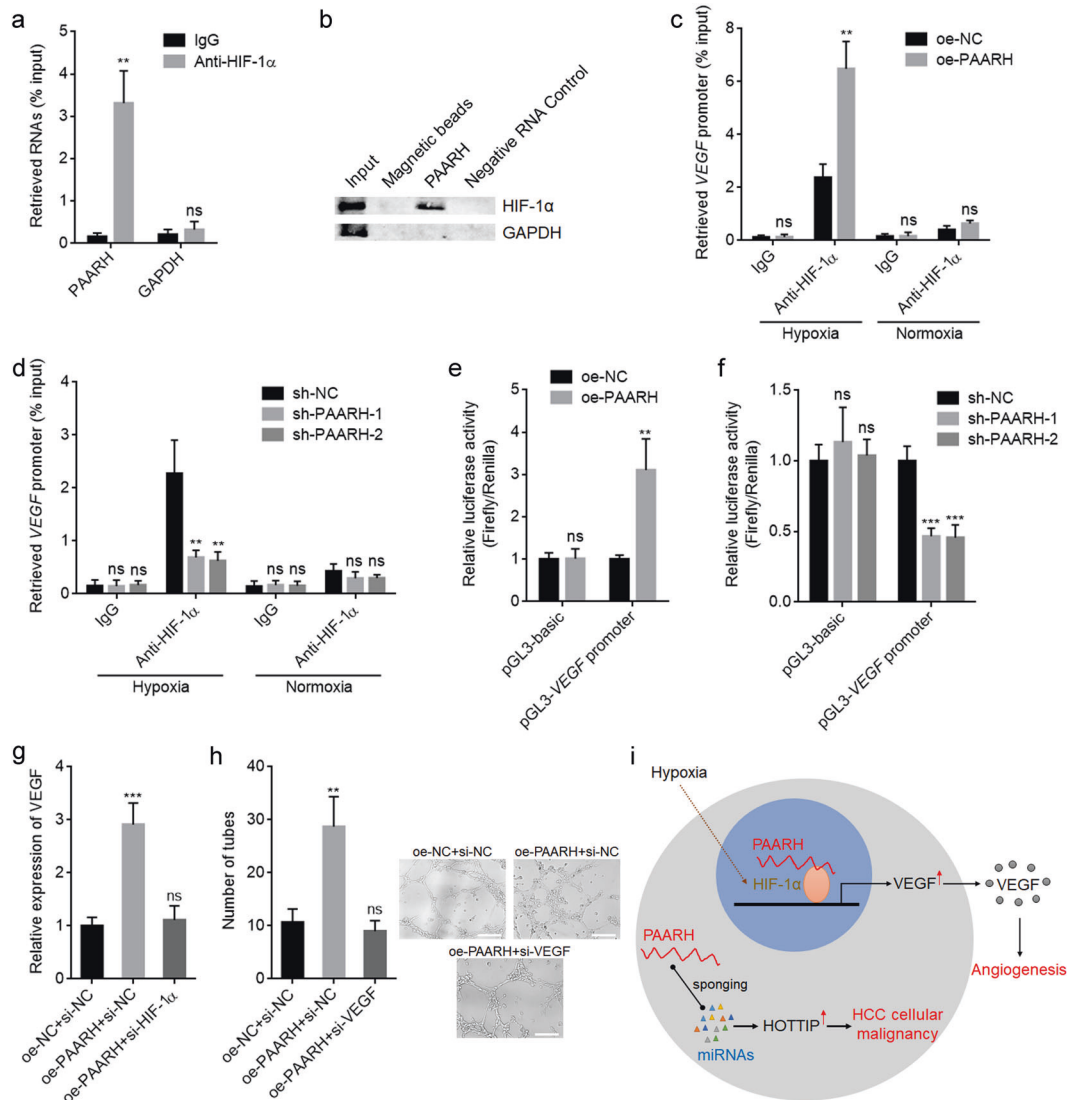 a
Retrieved RNAs (% input)
IgG
Anti-HIF-1α
5
4
3
2
1
0
**
ns
PAARH
GAPDH
b
Input
Magnetic beads
PAARH
Negative RNA Control
HIF-1α
GAPDH
c
Retrieved VEGF promoter (% input)
oe-NC
oe-PAARH
8
6
4
2
0
ns
**
ns
ns
IgG
Anti-HIF-1α
IgG
Anti-HIF-1α
Hypoxia
Normoxia
d
Retrieved VEGF promoter (% input)
sh-NC
sh-PAARH-1
sh-PAARH-2
4
3
2
1
0
ns ns
** **
ns ns
ns ns
IgG
Anti-HIF-1α
IgG
Anti-HIF-1α
Hypoxia
Normoxia
e
Relative luciferase activity
(Firefly/Renilla)
oe-NC
oe-PAARH
5
4
3
2
1
0
ns
**
pGL3-basic
pGL3-VEGF promoter
f
Relative luciferase activity
(Firefly/Renilla)
sh-NC
sh-PAARH-1
sh-PAARH-2
1.5
1.0
0.5
0.0
ns
ns
*** ***
pGL3-basic
pGL3-VEGF promoter
g
Relative expression of VEGF
4
3
2
1
0
***
ns
oe-NC+si-NC
oe-PAARH+si-NC
oe-PAARH+si-HIF-1α
h
Number of tubes
40
30
20
10
0
**
ns
oe-NC+si-NC
oe-PAARH+si-NC
oe-PAARH+si-VEGF
oe-NC+si-NC
oe-PAARH+si-NC
oe-PAARH+si-VEGF
i
Hypoxia
PAARH
HIF-1α
VEGF
VEGF
Angiogenesis
PAARH
sponging
miRNAs
HOTTIP
HCC cellular
malignancy